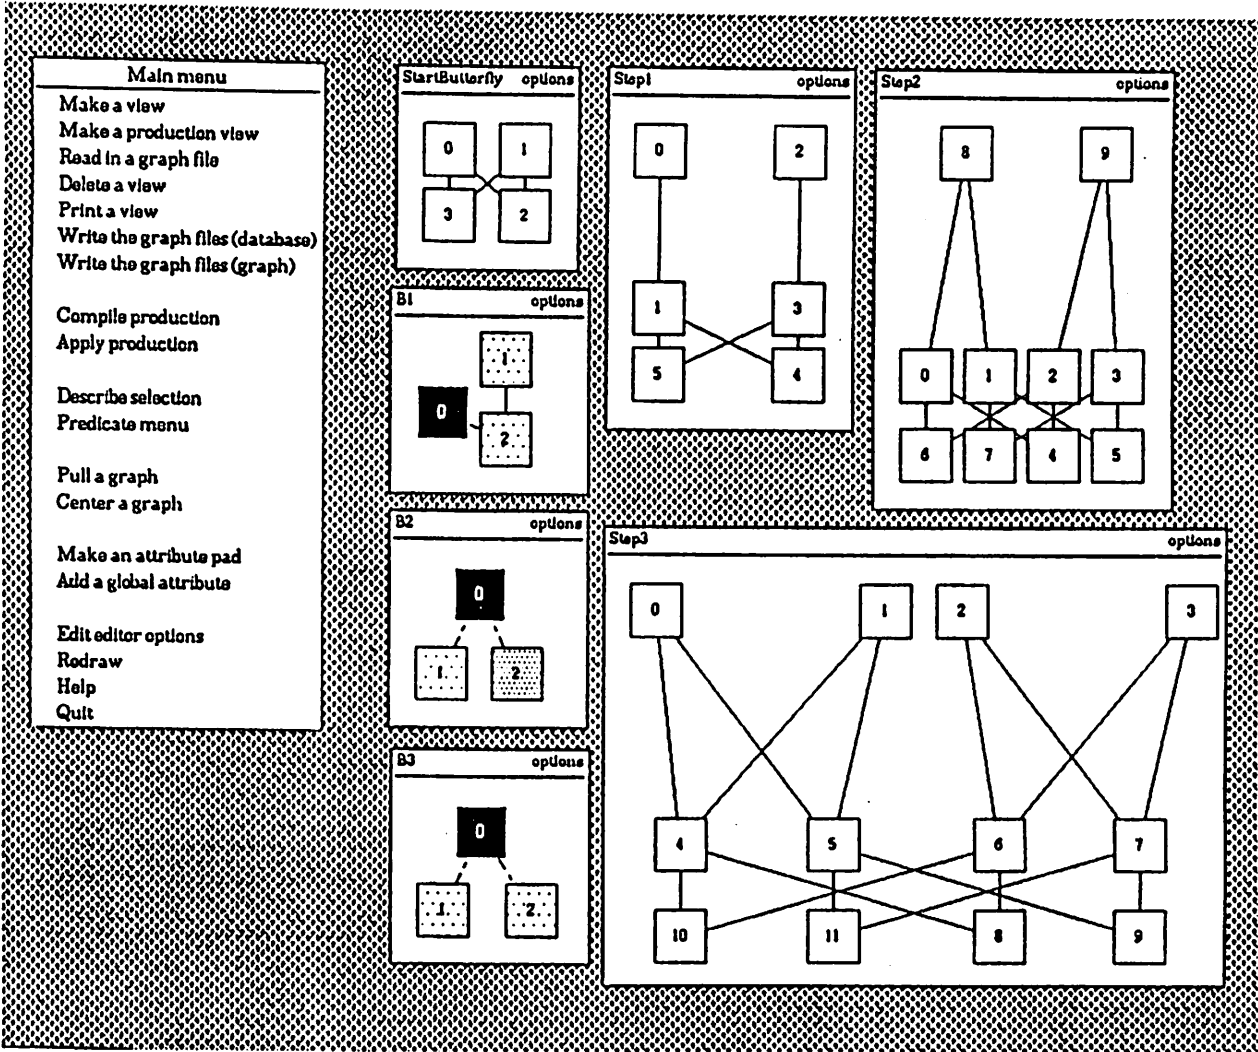 Main menu
Make a view
Make a production view
Read in a graph file
Delete a view
Print a view
Write the graph files (database)
Write the graph files (graph)
Compile production
Apply production
Describe selection
Predicate menu
Pull a graph
Center a graph
Make an attribute pad
Add a global attribute
Edit editor options
Redraw
Help
Quit
StartButterfly options
0 1
3 2
B1 options
1
0
2
B2 options
0
1 2
B3 options
0
1 2
Step1 options
0 2
1 3
5 4
Step2 options
8 9
0 1 2 3
6 7 4 5
Step3 options
0 1 2 3
4 5 6 7
10 11 8 9